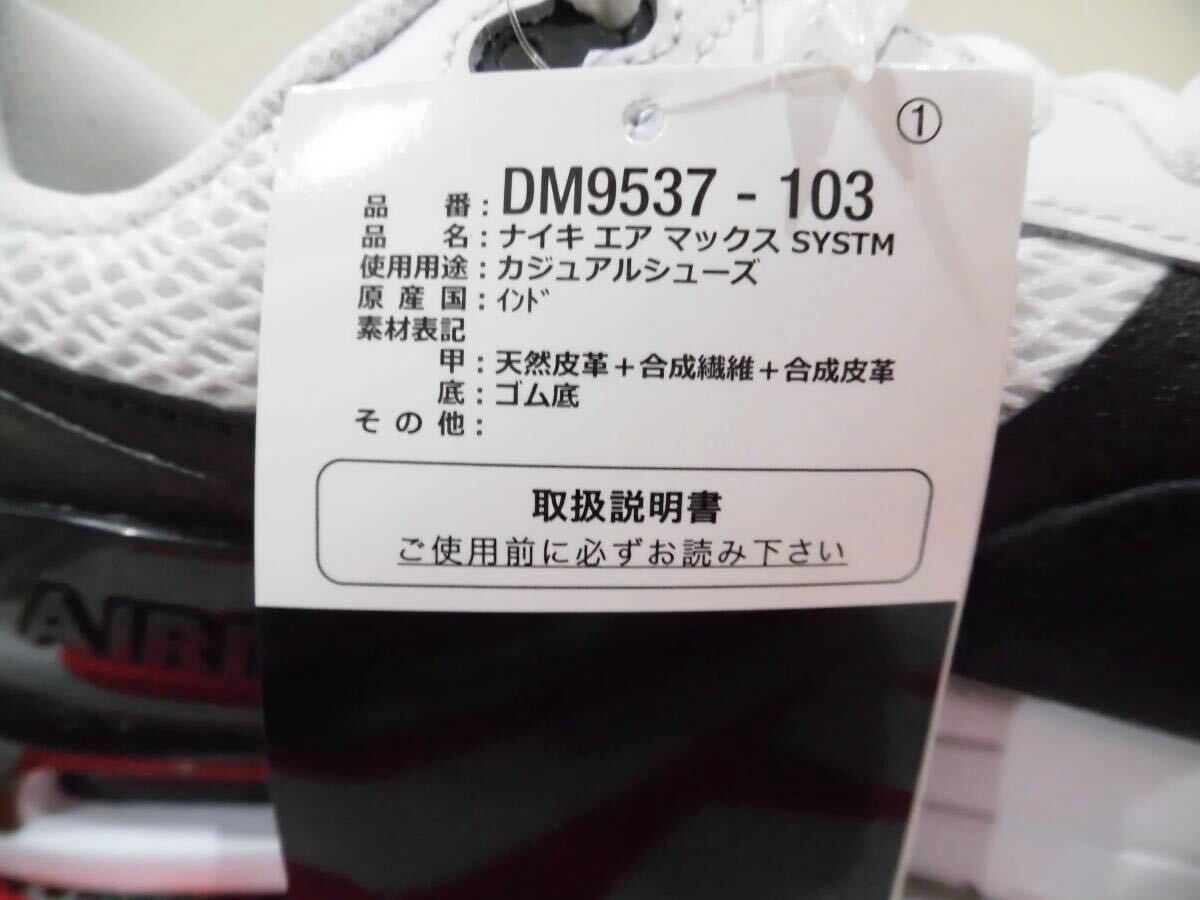 ①
品 番 : DM9537 - 103
品 名 : ナイキ エア マックス SYSTM
使用用途 : カジュアルシューズ
原 産 国 : インド
素材表記
甲 : 天然皮革+合成繊維+合成皮革
底 : ゴム底
そ の 他 :
取扱説明書
ご使用前に必ずお読み下さい
AIR